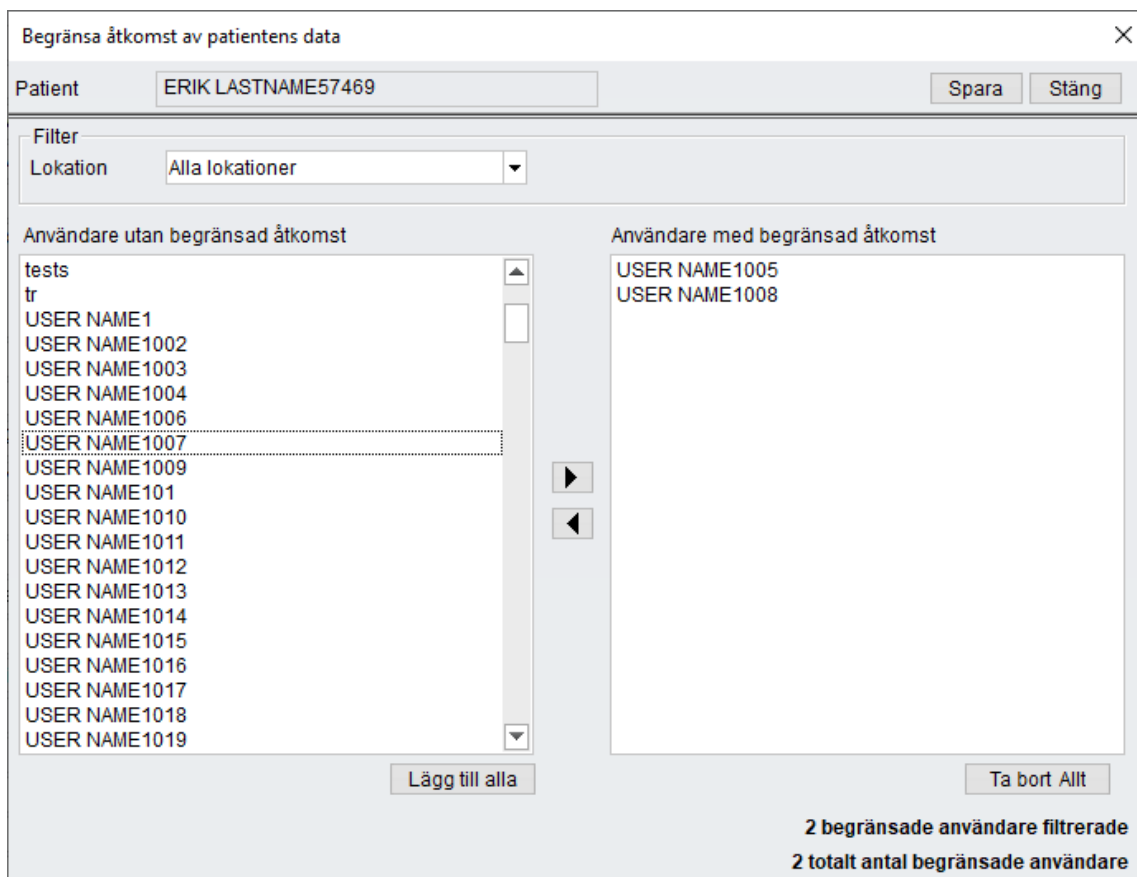 Begränsa åtkomst av patientens data
Patient ERIK LASTNAME57469 Spara Stäng
Filter
Lokation Alla lokationer
Användare utan begränsad åtkomst
tests
tr
USER NAME1
USER NAME1002
USER NAME1003
USER NAME1004
USER NAME1006
USER NAME1007
USER NAME1009
USER NAME101
USER NAME1010
USER NAME1011
USER NAME1012
USER NAME1013
USER NAME1014
USER NAME1015
USER NAME1016
USER NAME1017
USER NAME1018
USER NAME1019
Lägg till alla
Användare med begränsad åtkomst
USER NAME1005
USER NAME1008
Ta bort Allt
2 begränsade användare filtrerade
2 totalt antal begränsade användare